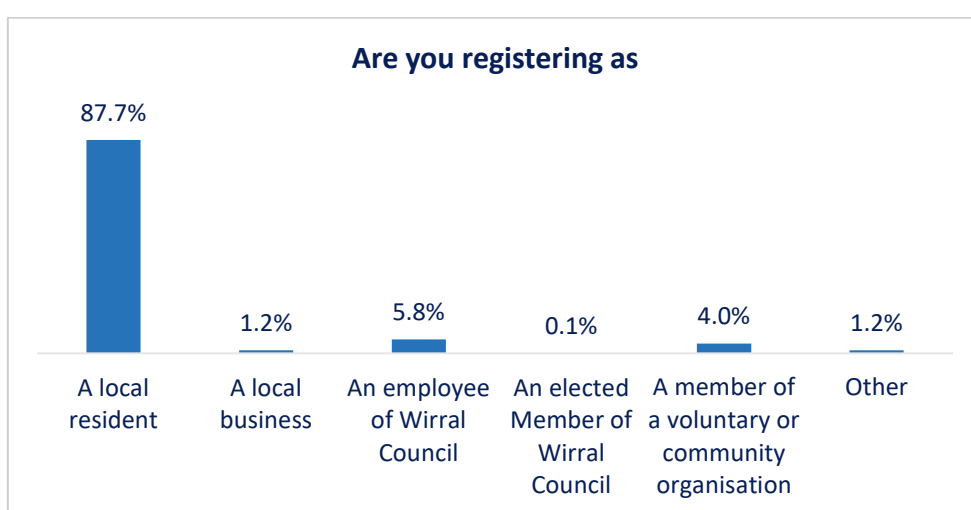 Are you registering as
87.7%
1.2%
5.8%
0.1%
4.0%
1.2%
A local
resident
A local
business
An employee
of Wirral
Council
An elected
Member of
Wirral
Council
A member of
a voluntary or
community
organisation
Other